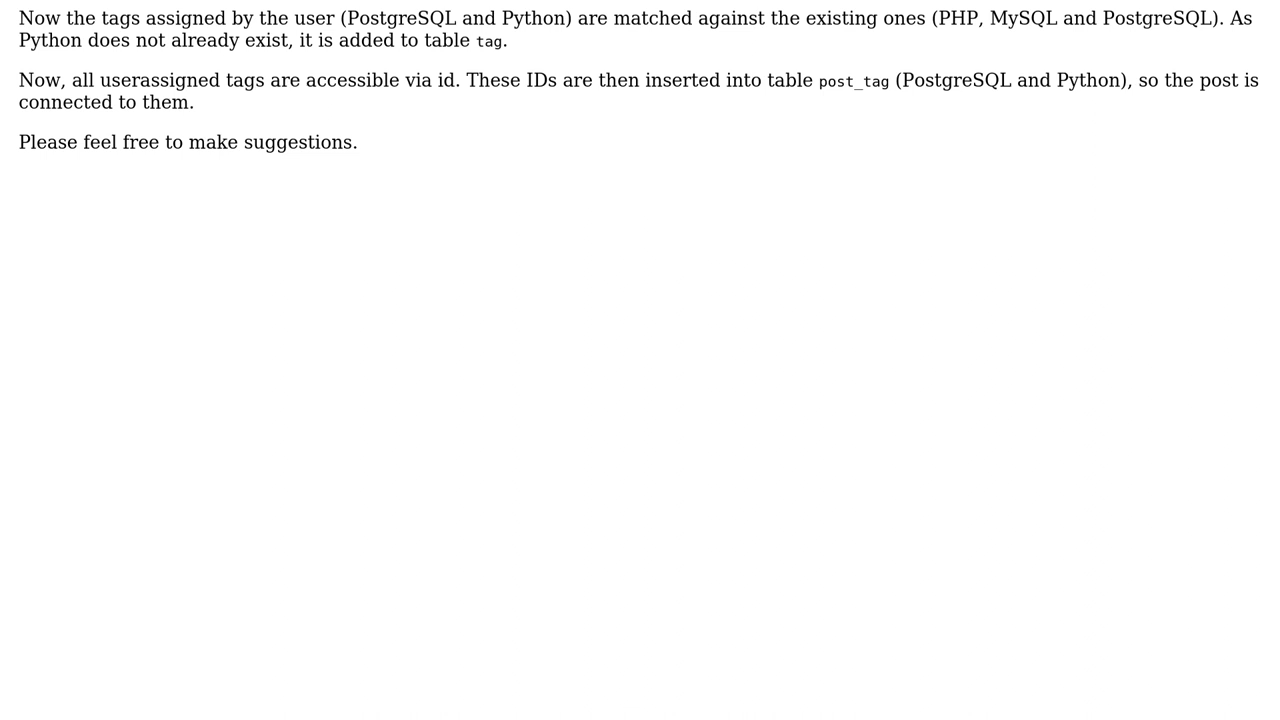 Now the tags assigned by the user (PostgreSQL and Python) are matched against the existing ones (PHP, MySQL and PostgreSQL). As
Python does not already exist, it is added to table tag.
Now, all userassigned tags are accessible via id. These IDs are then inserted into table post_tag (PostgreSQL and Python), so the post is
connected to them.
Please feel free to make suggestions.